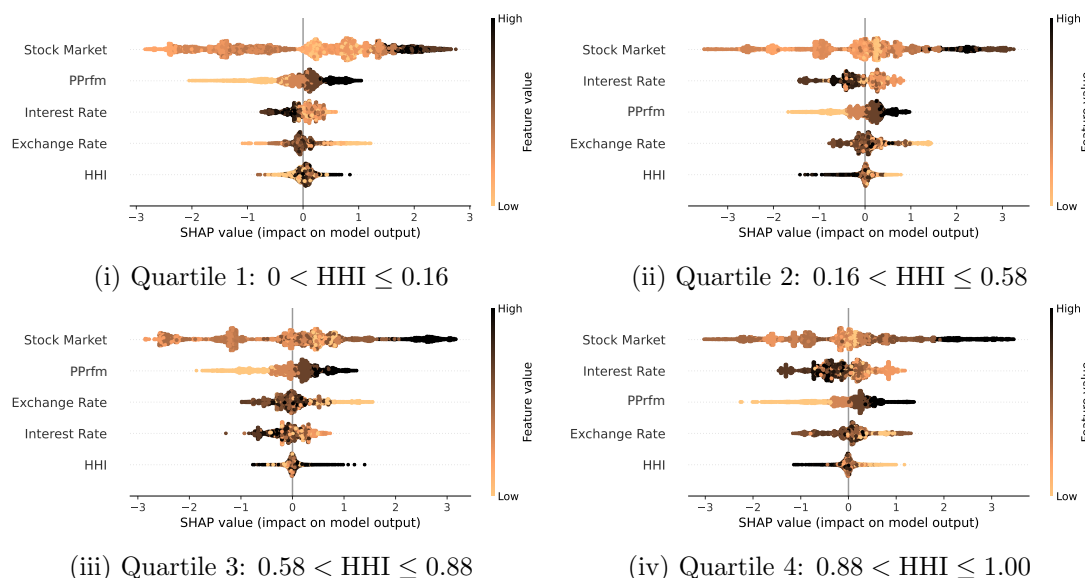 High
Stock Market
PPrfm
Interest Rate
Exchange Rate
HHI
Feature value
Low
−3 −2 −1 0 1 2 3
SHAP value (impact on model output)
(i) Quartile 1: 0 < HHI ≤ 0.16
High
Stock Market
Interest Rate
PPrfm
Exchange Rate
HHI
Feature value
Low
−3 −2 −1 0 1 2 3
SHAP value (impact on model output)
(ii) Quartile 2: 0.16 < HHI ≤ 0.58
High
Stock Market
PPrfm
Exchange Rate
Interest Rate
HHI
Feature value
Low
−3 −2 −1 0 1 2 3
SHAP value (impact on model output)
(iii) Quartile 3: 0.58 < HHI ≤ 0.88
High
Stock Market
Interest Rate
PPrfm
Exchange Rate
HHI
Feature value
Low
−3 −2 −1 0 1 2 3
SHAP value (impact on model output)
(iv) Quartile 4: 0.88 < HHI ≤ 1.00